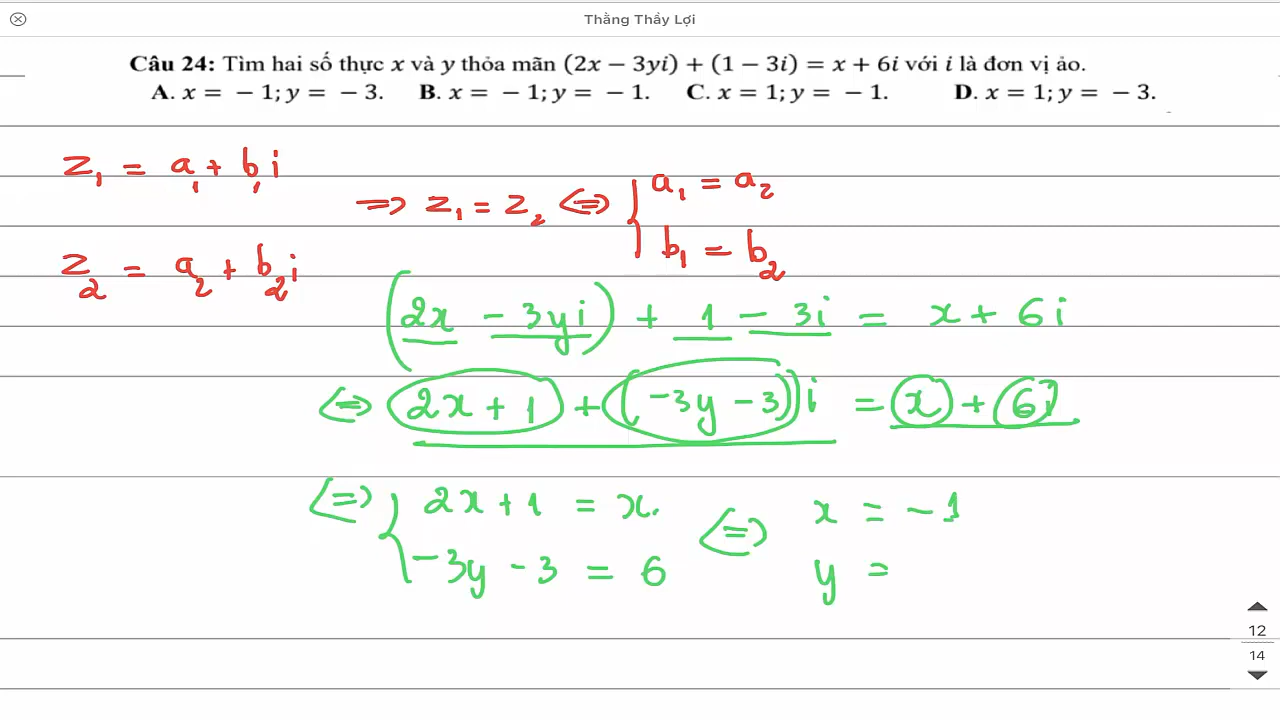 Thằng Thầy Lợi
Câu 24: Tìm hai số thực x và y thỏa mãn (2x − 3yi) + (1 − 3i) = x + 6i với i là đơn vị ảo.
A. x = − 1; y = − 3. B. x = − 1; y = − 1. C. x = 1; y = − 1. D. x = 1; y = − 3.
z₁ = a₁ + b₁i
z₂ = a₂ + b₂i
=> z₁ = z₂ <=> { a₁ = a₂
b₁ = b₂
(2x − 3yi) + 1 − 3i = x + 6i
<=> 2x + 1 + (−3y − 3)i = x + 6i
<=> { 2x + 1 = x. <=> x = −1
−3y − 3 = 6 y =
12
14